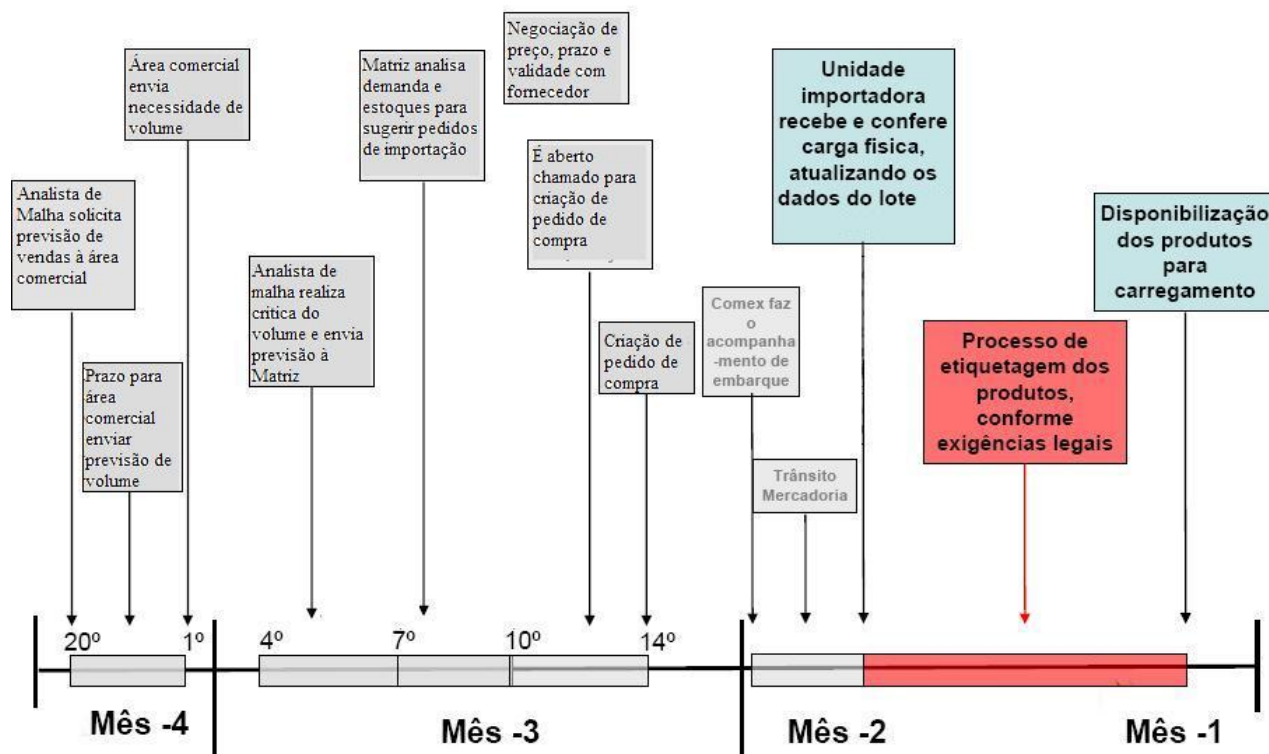 Área comercial
envia
necessidade de
volume
Matriz analisa
demanda e
estoques para
sugerir pedidos
de importação
Negociação de
preço, prazo e
validade com
fornecedor
Unidade
importadora
recebe e confere
carga fisica,
atualizando os
dados do lote
Analista de
Malha solicita
previsão de
vendas à área
comercial
É aberto
chamado para
criação de
pedido de
compra
Disponibilização
dos produtos
para
carregamento
Analista de
malha realiza
critica do
volume e envia
previsão à
Matriz
Comex faz
o
acompanha
-mento de
embarque
Prazo para
área
comercial
enviar
previsão de
volume
Criação de
pedido de
compra
Processo de
etiquetagem dos
produtos,
conforme
exigências legais
Trânsito
Mercadoria
20º 1º 4º 7º 10º 14º
Mês -4 Mês -3 Mês -2 Mês -1